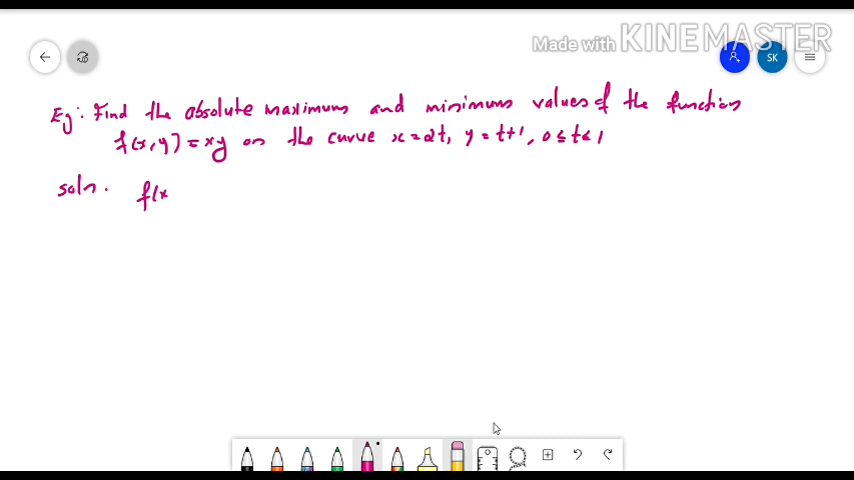 Made with KINEMASTER
SK
Eg: Find the absolute maximum and minimum values of the function
f(x,y) = xy on the curve x=2t, y=t+1, 0≤t<1
soln. f(x